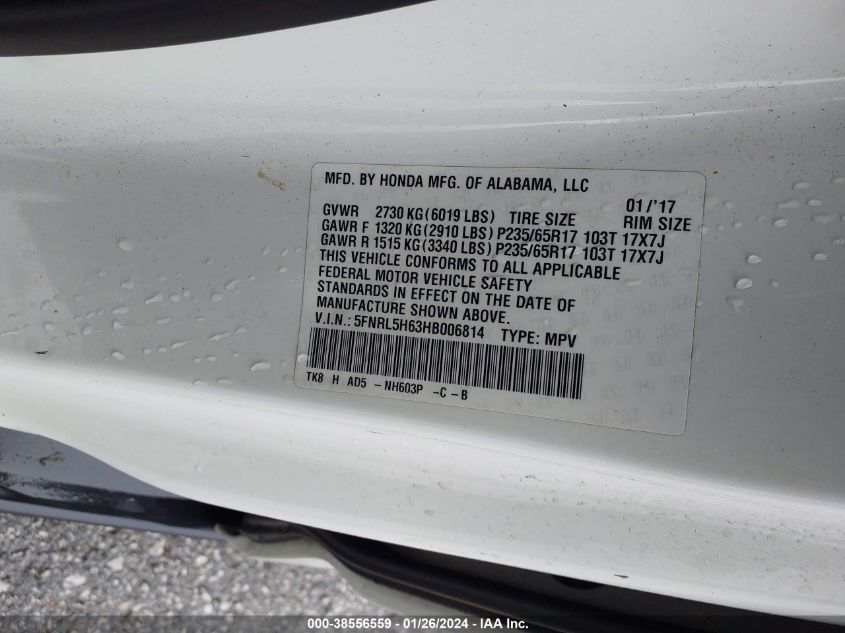 MFD. BY HONDA MFG. OF ALABAMA, LLC 01/'17
GVWR 2730 KG(6019 LBS) TIRE SIZE RIM SIZE
GAWR F 1320 KG(2910 LBS) P235/65R17 103T 17X7J
GAWR R 1515 KG(3340 LBS) P235/65R17 103T 17X7J
THIS VEHICLE CONFORMS TO ALL APPLICABLE
FEDERAL MOTOR VEHICLE SAFETY
STANDARDS IN EFFECT ON THE DATE OF
MANUFACTURE SHOWN ABOVE.
V.I.N.: 5FNRL5H63HB006814 TYPE: MPV
TK8 H AD5 -NH603P -C-B
000-38556559 - 01/26/2024 - I - IAA Inc.